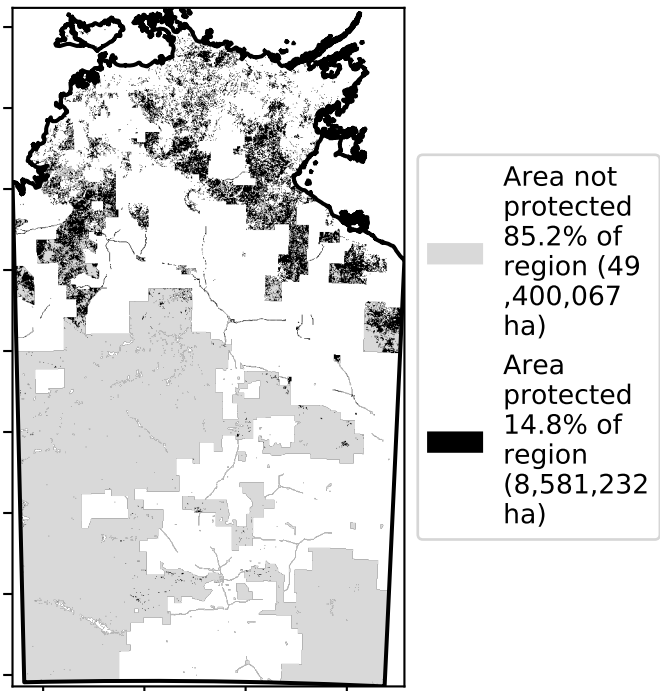 Area not
protected
85.2% of
region (49
,400,067
ha)
Area
protected
14.8% of
region
(8,581,232
ha)